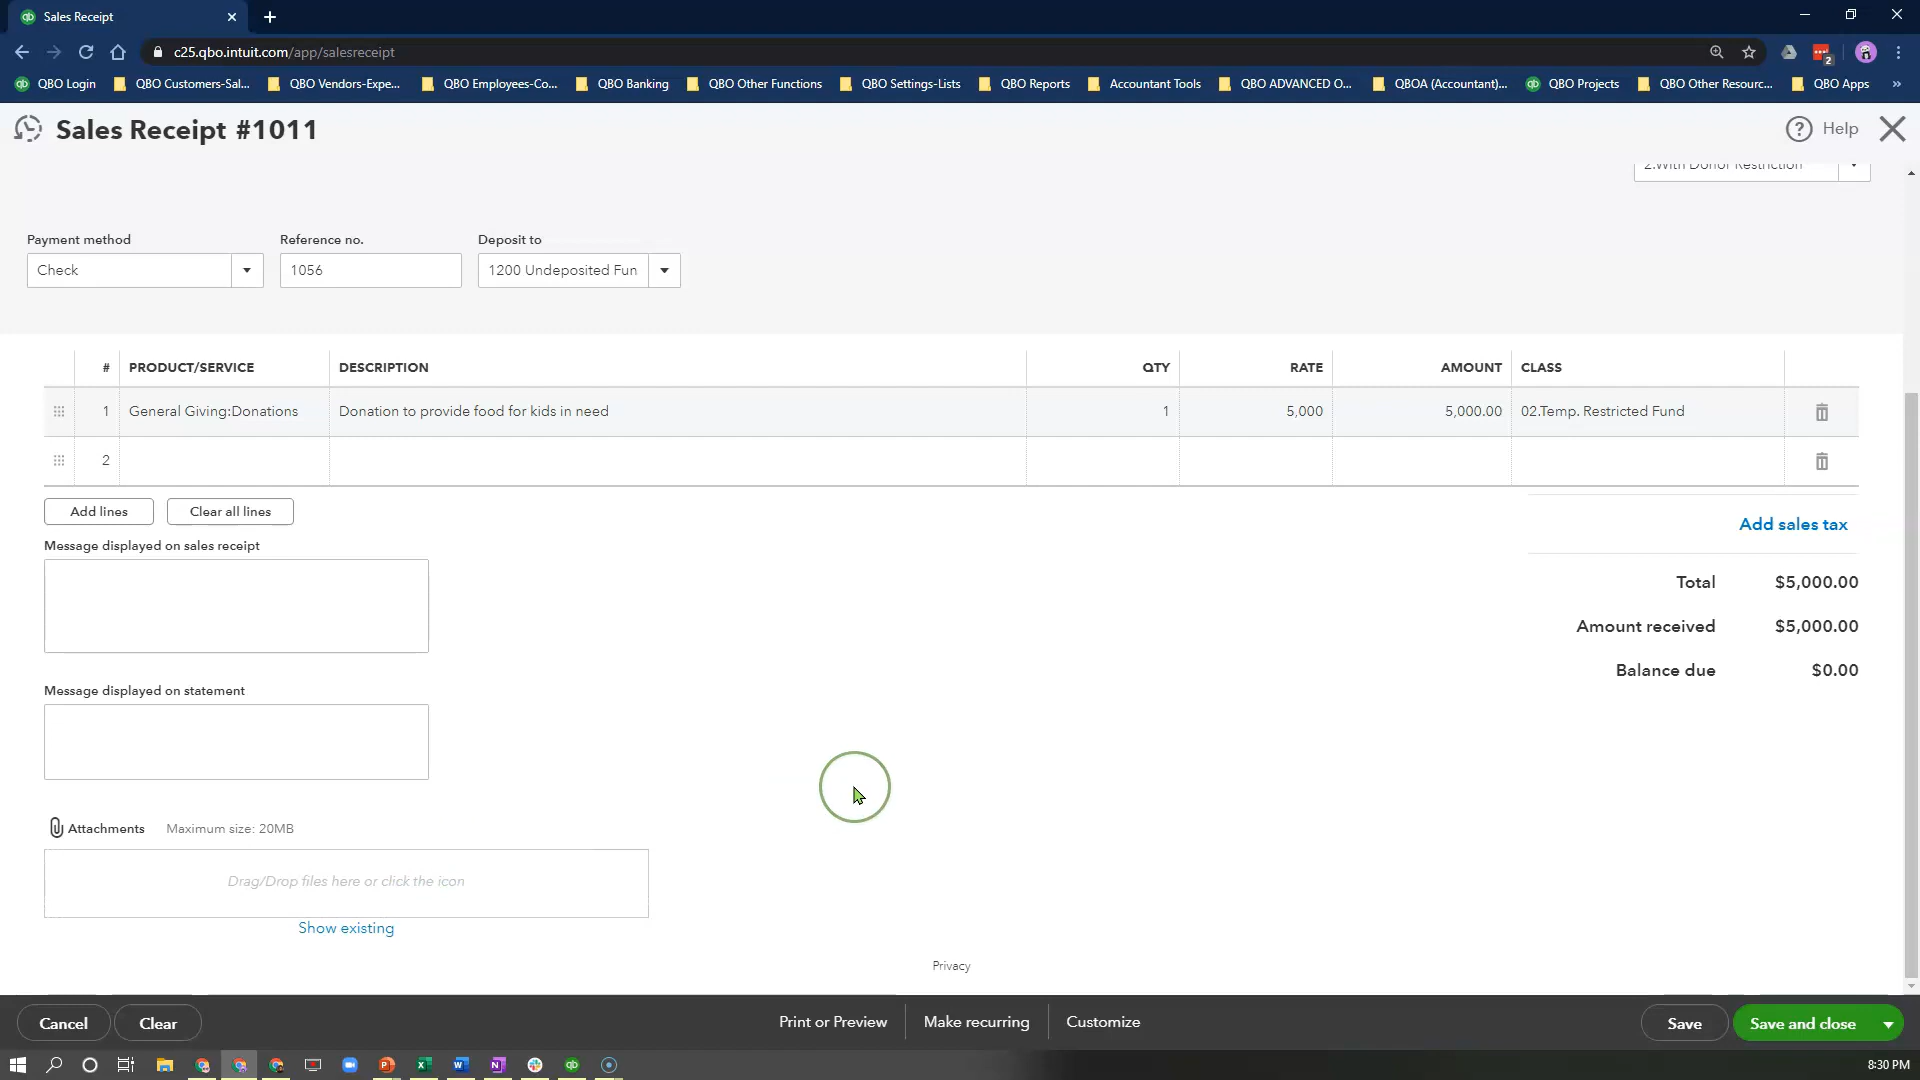 Sales Receipt
c25.qbo.intuit.com/app/salesreceipt
2
QBO Login QBO Customers-Sal... QBO Vendors-Expe... QBO Employees-Co... QBO Banking QBO Other Functions QBO Settings-Lists QBO Reports Accountant Tools QBO ADVANCED O... QBOA (Accountant)... QBO Projects QBO Other Resourc... QBO Apps »
Sales Receipt #1011
? Help
2.With Donor Restriction
Payment method Reference no. Deposit to
Check 1056 1200 Undeposited Fun
# PRODUCT/SERVICE DESCRIPTION QTY RATE AMOUNT CLASS
1 General Giving:Donations Donation to provide food for kids in need 1 5,000 5,000.00 02.Temp. Restricted Fund
2
Add lines Clear all lines
Add sales tax
Message displayed on sales receipt
Total $5,000.00
Amount received $5,000.00
Balance due $0.00
Message displayed on statement
Attachments Maximum size: 20MB
Drag/Drop files here or click the icon
Show existing
Privacy
Cancel Clear Print or Preview Make recurring Customize Save Save and close
8:30 PM